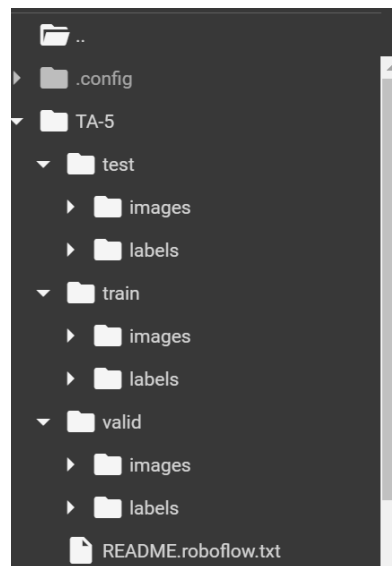 ..
.config
TA-5
test
images
labels
train
images
labels
valid
images
labels
README.roboflow.txt